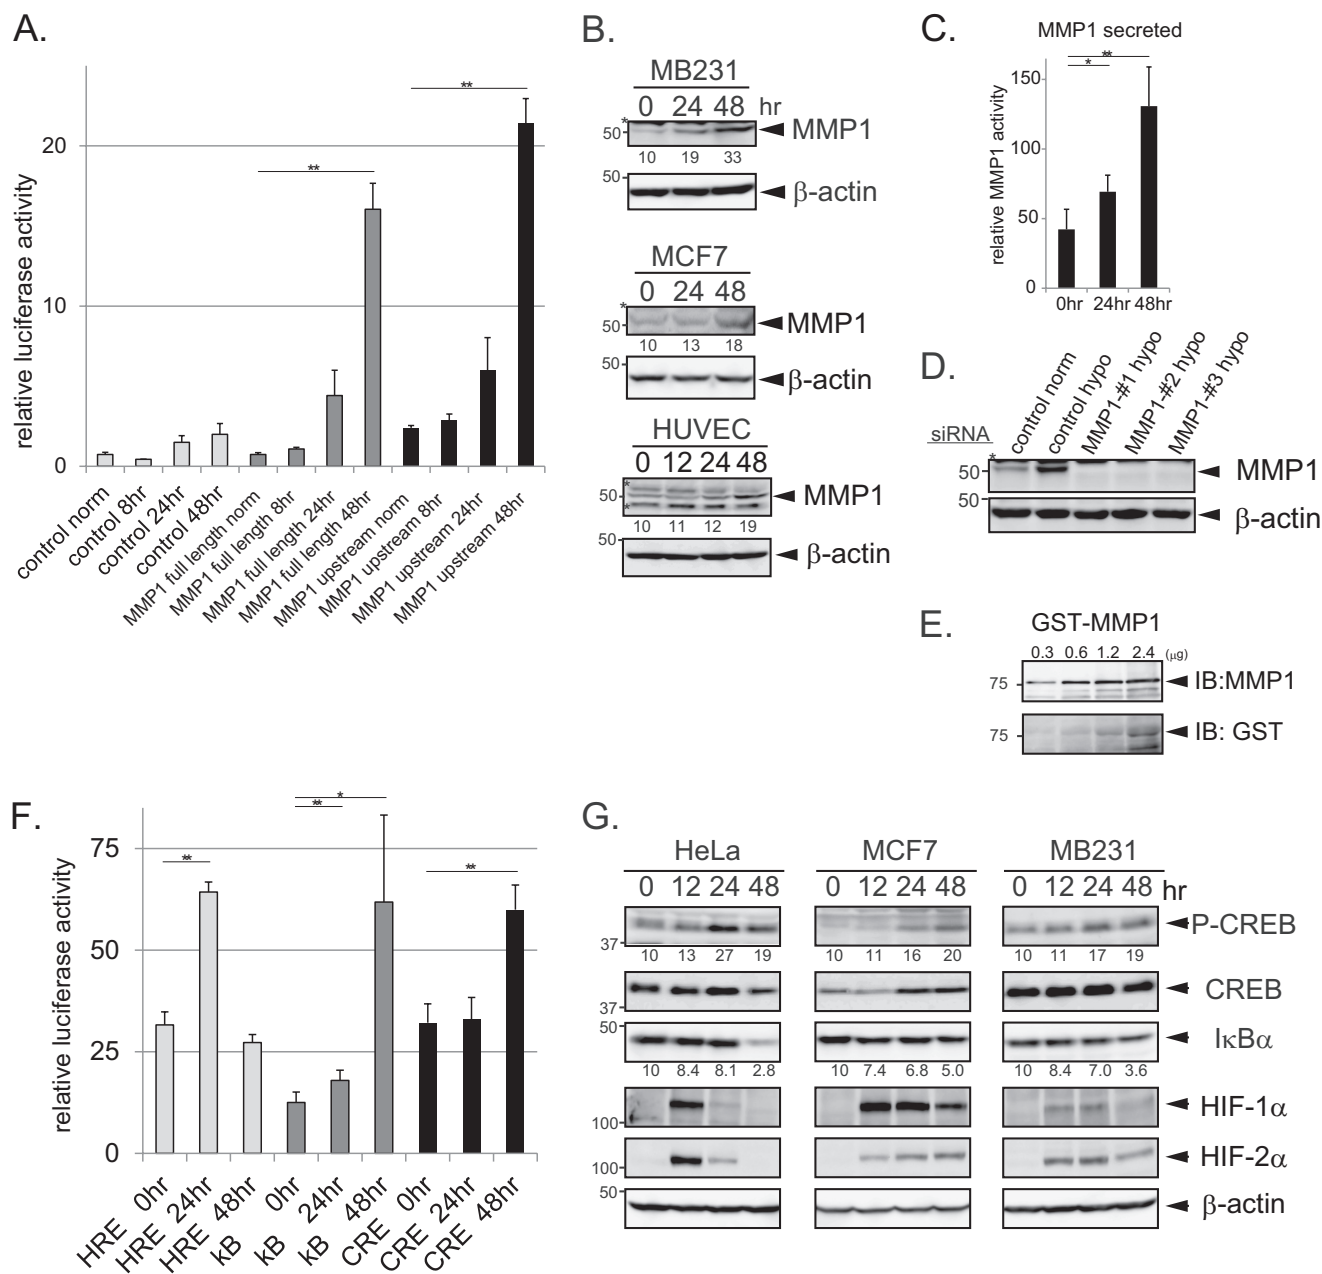 A.
relative luciferase activity
20
10
0
**
**
control norm
control 8hr
control 24hr
control 48hr
MMP1 full length norm
MMP1 full length 8hr
MMP1 full length 24hr
MMP1 full length 48hr
MMP1 upstream norm
MMP1 upstream 8hr
MMP1 upstream 24hr
MMP1 upstream 48hr
B.
MB231
0 24 48 hr
*
50
MMP1
10 19 33
50
β-actin
MCF7
0 24 48
*
50
MMP1
10 13 18
50
β-actin
HUVEC
0 12 24 48
*
50
MMP1
*
10 11 12 19
50
β-actin
C.
MMP1 secreted
**
*
relative MMP1 activity
150
100
50
0
0hr 24hr 48hr
D.
siRNA
control norm
control hypo
MMP1-#1 hypo
MMP1-#2 hypo
MMP1-#3 hypo
*
50
MMP1
50
β-actin
E.
GST-MMP1
0.3 0.6 1.2 2.4 (μg)
75
IB:MMP1
75
IB: GST
F.
relative luciferase activity
75
50
25
0
**
*
**
**
HRE 0hr
HRE 24hr
HRE 48hr
kB 0hr
kB 24hr
kB 48hr
CRE 0hr
CRE 24hr
CRE 48hr
G.
HeLa MCF7 MB231
0 12 24 48 0 12 24 48 0 12 24 48 hr
37
P-CREB
10 13 27 19 10 11 16 20 10 11 17 19
37
CREB
50
IκBα
10 8.4 8.1 2.8 10 7.4 6.8 5.0 10 8.4 7.0 3.6
100
HIF-1α
100
HIF-2α
50
β-actin